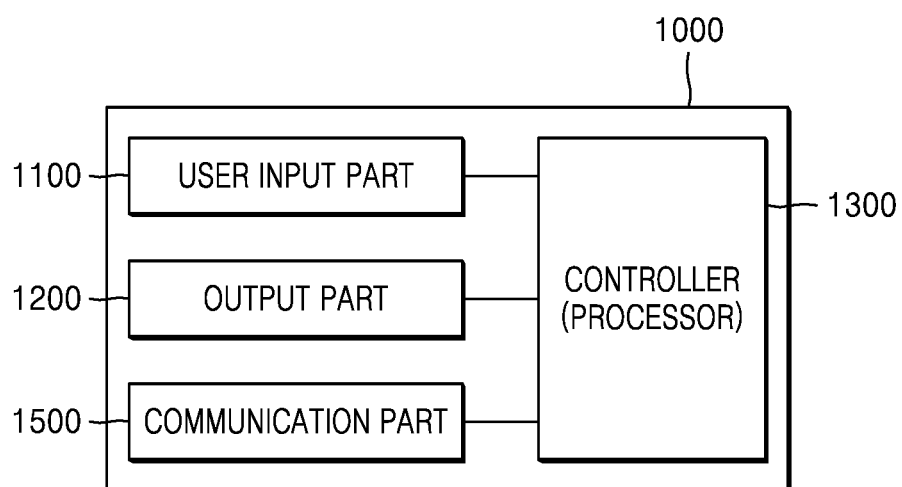 1000
1100
USER INPUT PART
1300
1200
OUTPUT PART
CONTROLLER
(PROCESSOR)
1500
COMMUNICATION PART